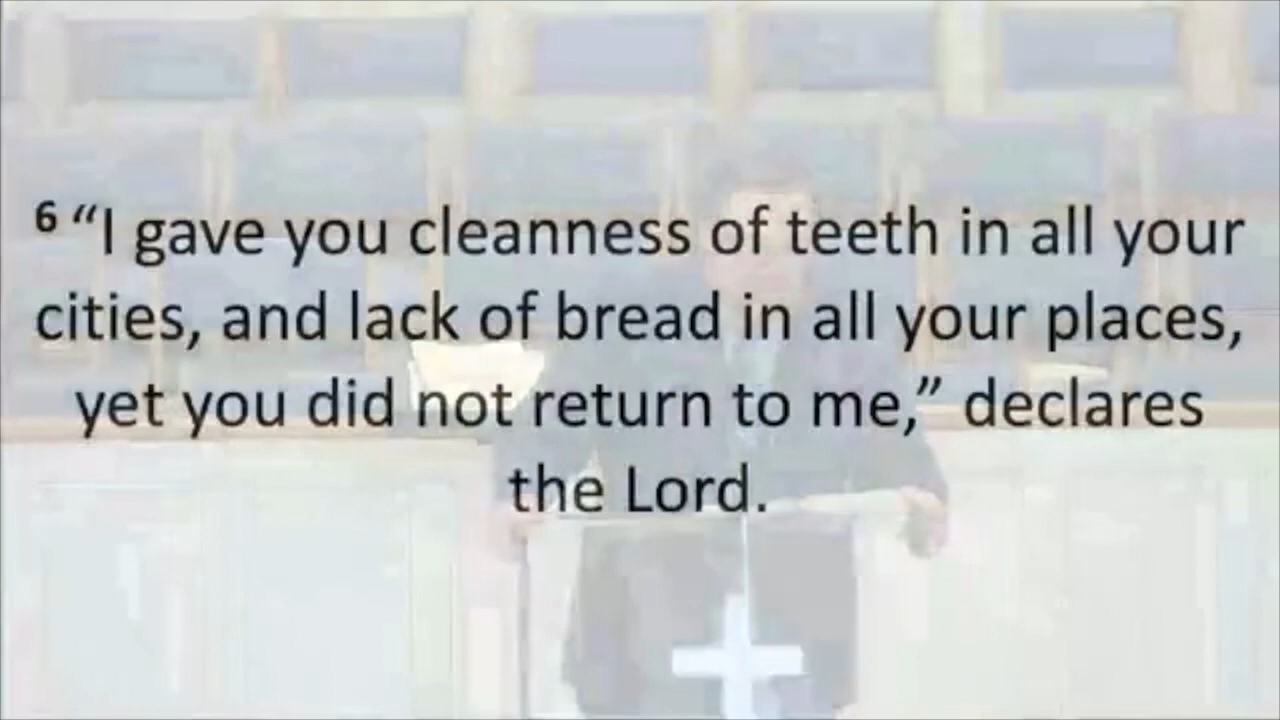 6 “I gave you cleanness of teeth in all your
cities, and lack of bread in all your places,
yet you did not return to me,” declares
the Lord.